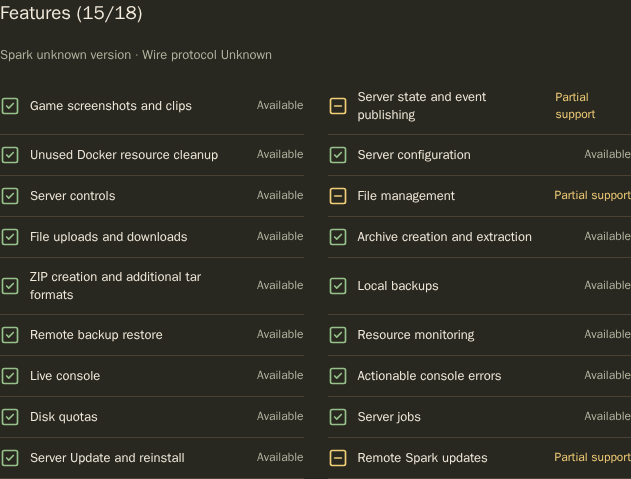 Features (15/18)
Spark unknown version · Wire protocol Unknown
Game screenshots and clips Available
Server state and event
publishing
Partial
support
Unused Docker resource cleanup Available
Server configuration Available
Server controls Available
File management Partial support
File uploads and downloads Available
Archive creation and extraction Available
ZIP creation and additional tar
formats
Available
Local backups Available
Remote backup restore Available
Resource monitoring Available
Live console Available
Actionable console errors Available
Disk quotas Available
Server jobs Available
Server Update and reinstall Available
Remote Spark updates Partial support